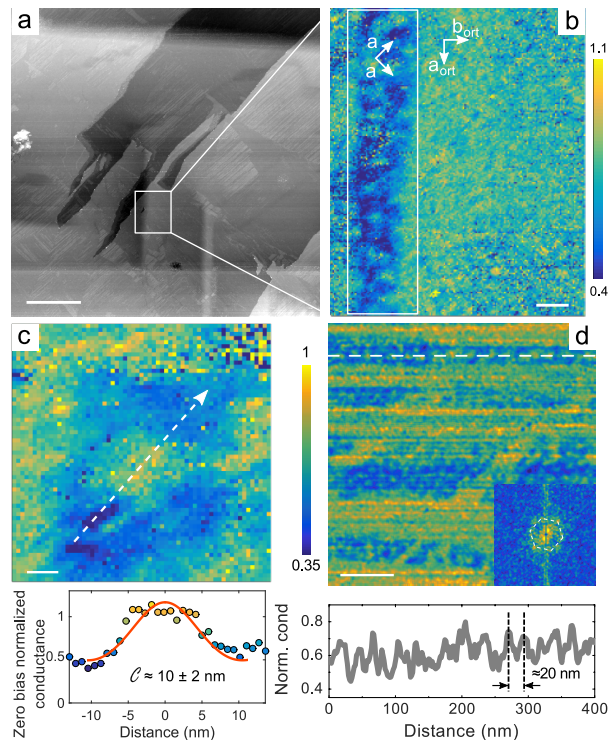 a
b
a
a
b_ort
a_ort
1.1
0.4
c
1
0.35
d
Zero bias normalized
conductance
1
0.5
0
𝒞 ≈ 10 ± 2 nm
-10
-5
0
5
10
Distance (nm)
Norm. cond
0.8
0.6
0.4
≈20 nm
0
100
200
300
400
Distance (nm)